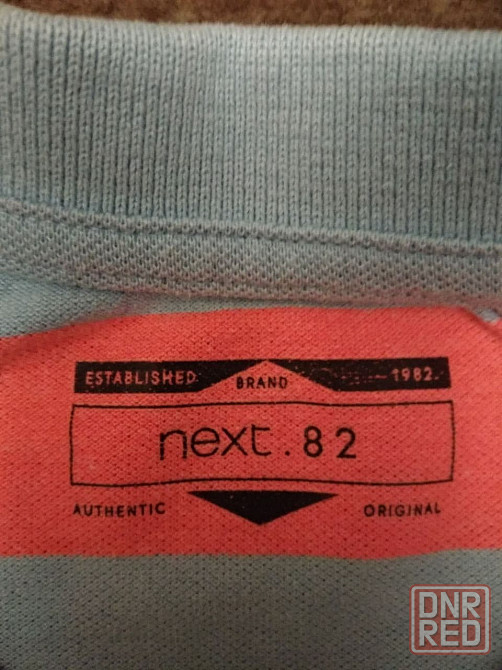 ESTABLISHED BRAND 1982.
next.82
AUTHENTIC ORIGINAL
DNR
RED